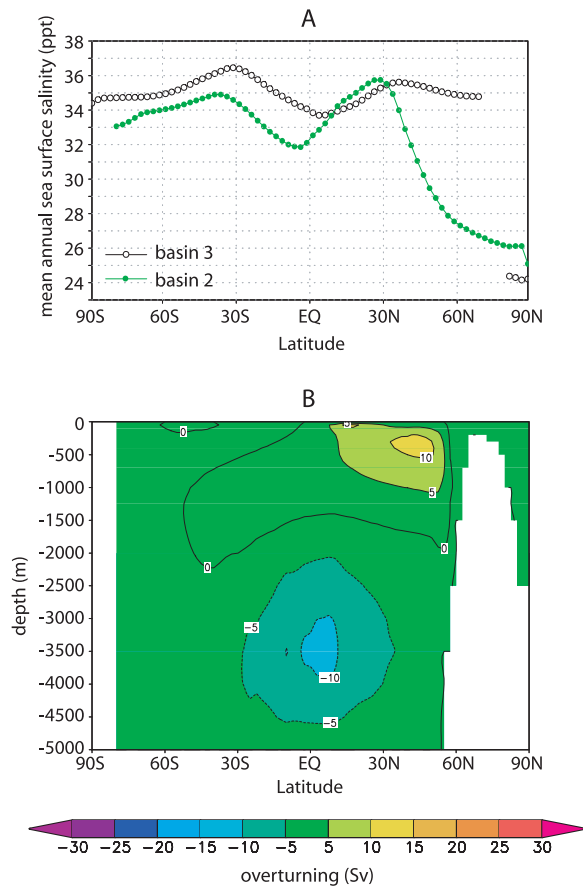 A
mean annual sea surface salinity (ppt)
38
36
34
32
30
28
26
24
basin 3
basin 2
90S 60S 30S EQ 30N 60N 90N
Latitude
B
depth (m)
0
-500
-1000
-1500
-2000
-2500
-3000
-3500
-4000
-4500
-5000
0
5
10
5
0
0
-5
-10
-5
90S 60S 30S EQ 30N 60N 90N
Latitude
-30 -25 -20 -15 -10 -5 5 10 15 20 25 30
overturning (Sv)